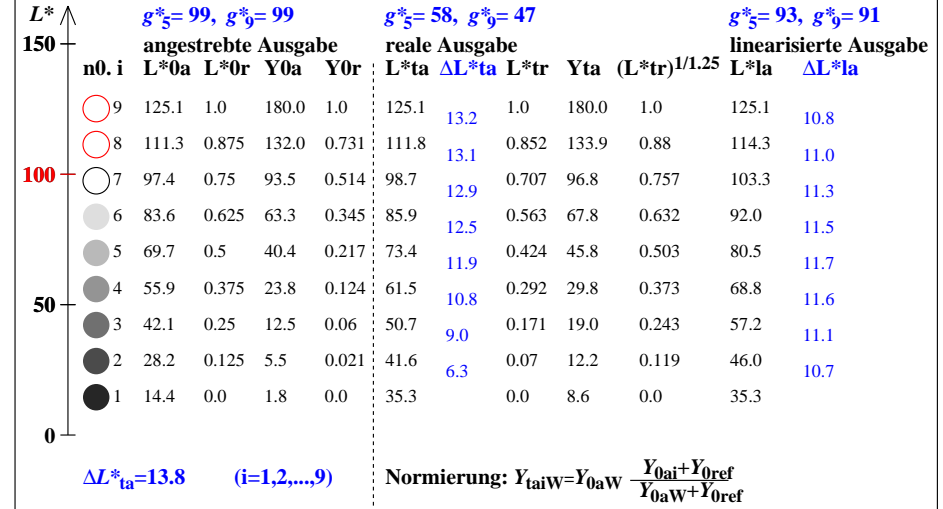 L* g*5= 99, g*9= 99 g*5= 58, g*9= 47 g*5= 93, g*9= 91
150 angestrebte Ausgabe reale Ausgabe linearisierte Ausgabe
n0. i L*0a L*0r Y0a Y0r L*ta ΔL*ta L*tr Yta (L*tr)1/1.25 L*la ΔL*la
9 125.1 1.0 180.0 1.0 125.1 1.0 180.0 1.0 125.1
13.2 10.8
8 111.3 0.875 132.0 0.731 111.8 0.852 133.9 0.88 114.3
13.1 11.0
100 7 97.4 0.75 93.5 0.514 98.7 0.707 96.8 0.757 103.3
12.9 11.3
6 83.6 0.625 63.3 0.345 85.9 0.563 67.8 0.632 92.0
12.5 11.5
5 69.7 0.5 40.4 0.217 73.4 0.424 45.8 0.503 80.5
11.9 11.7
4 55.9 0.375 23.8 0.124 61.5 0.292 29.8 0.373 68.8
50 10.8 11.6
3 42.1 0.25 12.5 0.06 50.7 0.171 19.0 0.243 57.2
9.0 11.1
2 28.2 0.125 5.5 0.021 41.6 0.07 12.2 0.119 46.0
6.3 10.7
1 14.4 0.0 1.8 0.0 35.3 0.0 8.6 0.0 35.3
0
ΔL*ta=13.8 (i=1,2,...,9) Normierung: YtaiW=Y0aW Y0ai+Y0ref
Y0aW+Y0ref